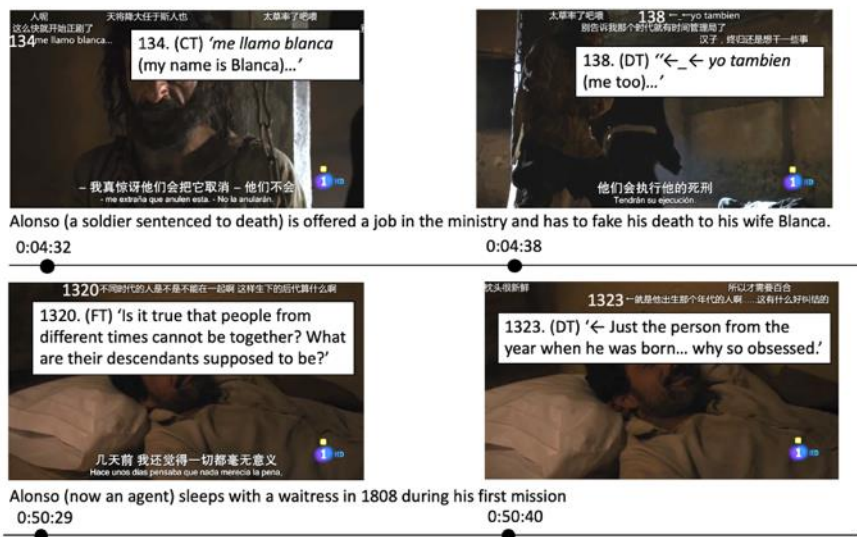 人呢 天将降大任于斯人也 太草率了吧喂
这么快就开始正剧了
134 me llamo blanca...
134. (CT) ‘me llamo blanca
(my name is Blanca)...’
– 我真惊讶他们会把它取消 – 他们不会
- me extraña que anulen esta. - No la anularán.
1 HD
太草率了吧喂 138 ←_←yo tambien
别告诉我那个时代就有时间管理局了
汉子，终归还是想干一些事
138. (DT) “←_← yo tambien
(me too)...’
他们会执行他的死刑
Tendrán su ejecución.
1 HD
Alonso (a soldier sentenced to death) is offered a job in the ministry and has to fake his death to his wife Blanca.
0:04:32 0:04:38
1320 不同时代的人是不是不能在一起啊 这样生下的后代算什么啊
1320. (FT) ‘Is it true that people from
different times cannot be together? What
are their descendants supposed to be?’
几天前 我还觉得一切都毫无意义
Hace unos días pensaba que nada merecía la pena,
1 HD
枕头很新鲜 所以才需要百合
1323 ←就是他出生那个年代的人啊......这有什么好纠结的
1323. (DT) ‘← Just the person from the
year when he was born... why so obsessed.’
1 HD
Alonso (now an agent) sleeps with a waitress in 1808 during his first mission
0:50:29 0:50:40